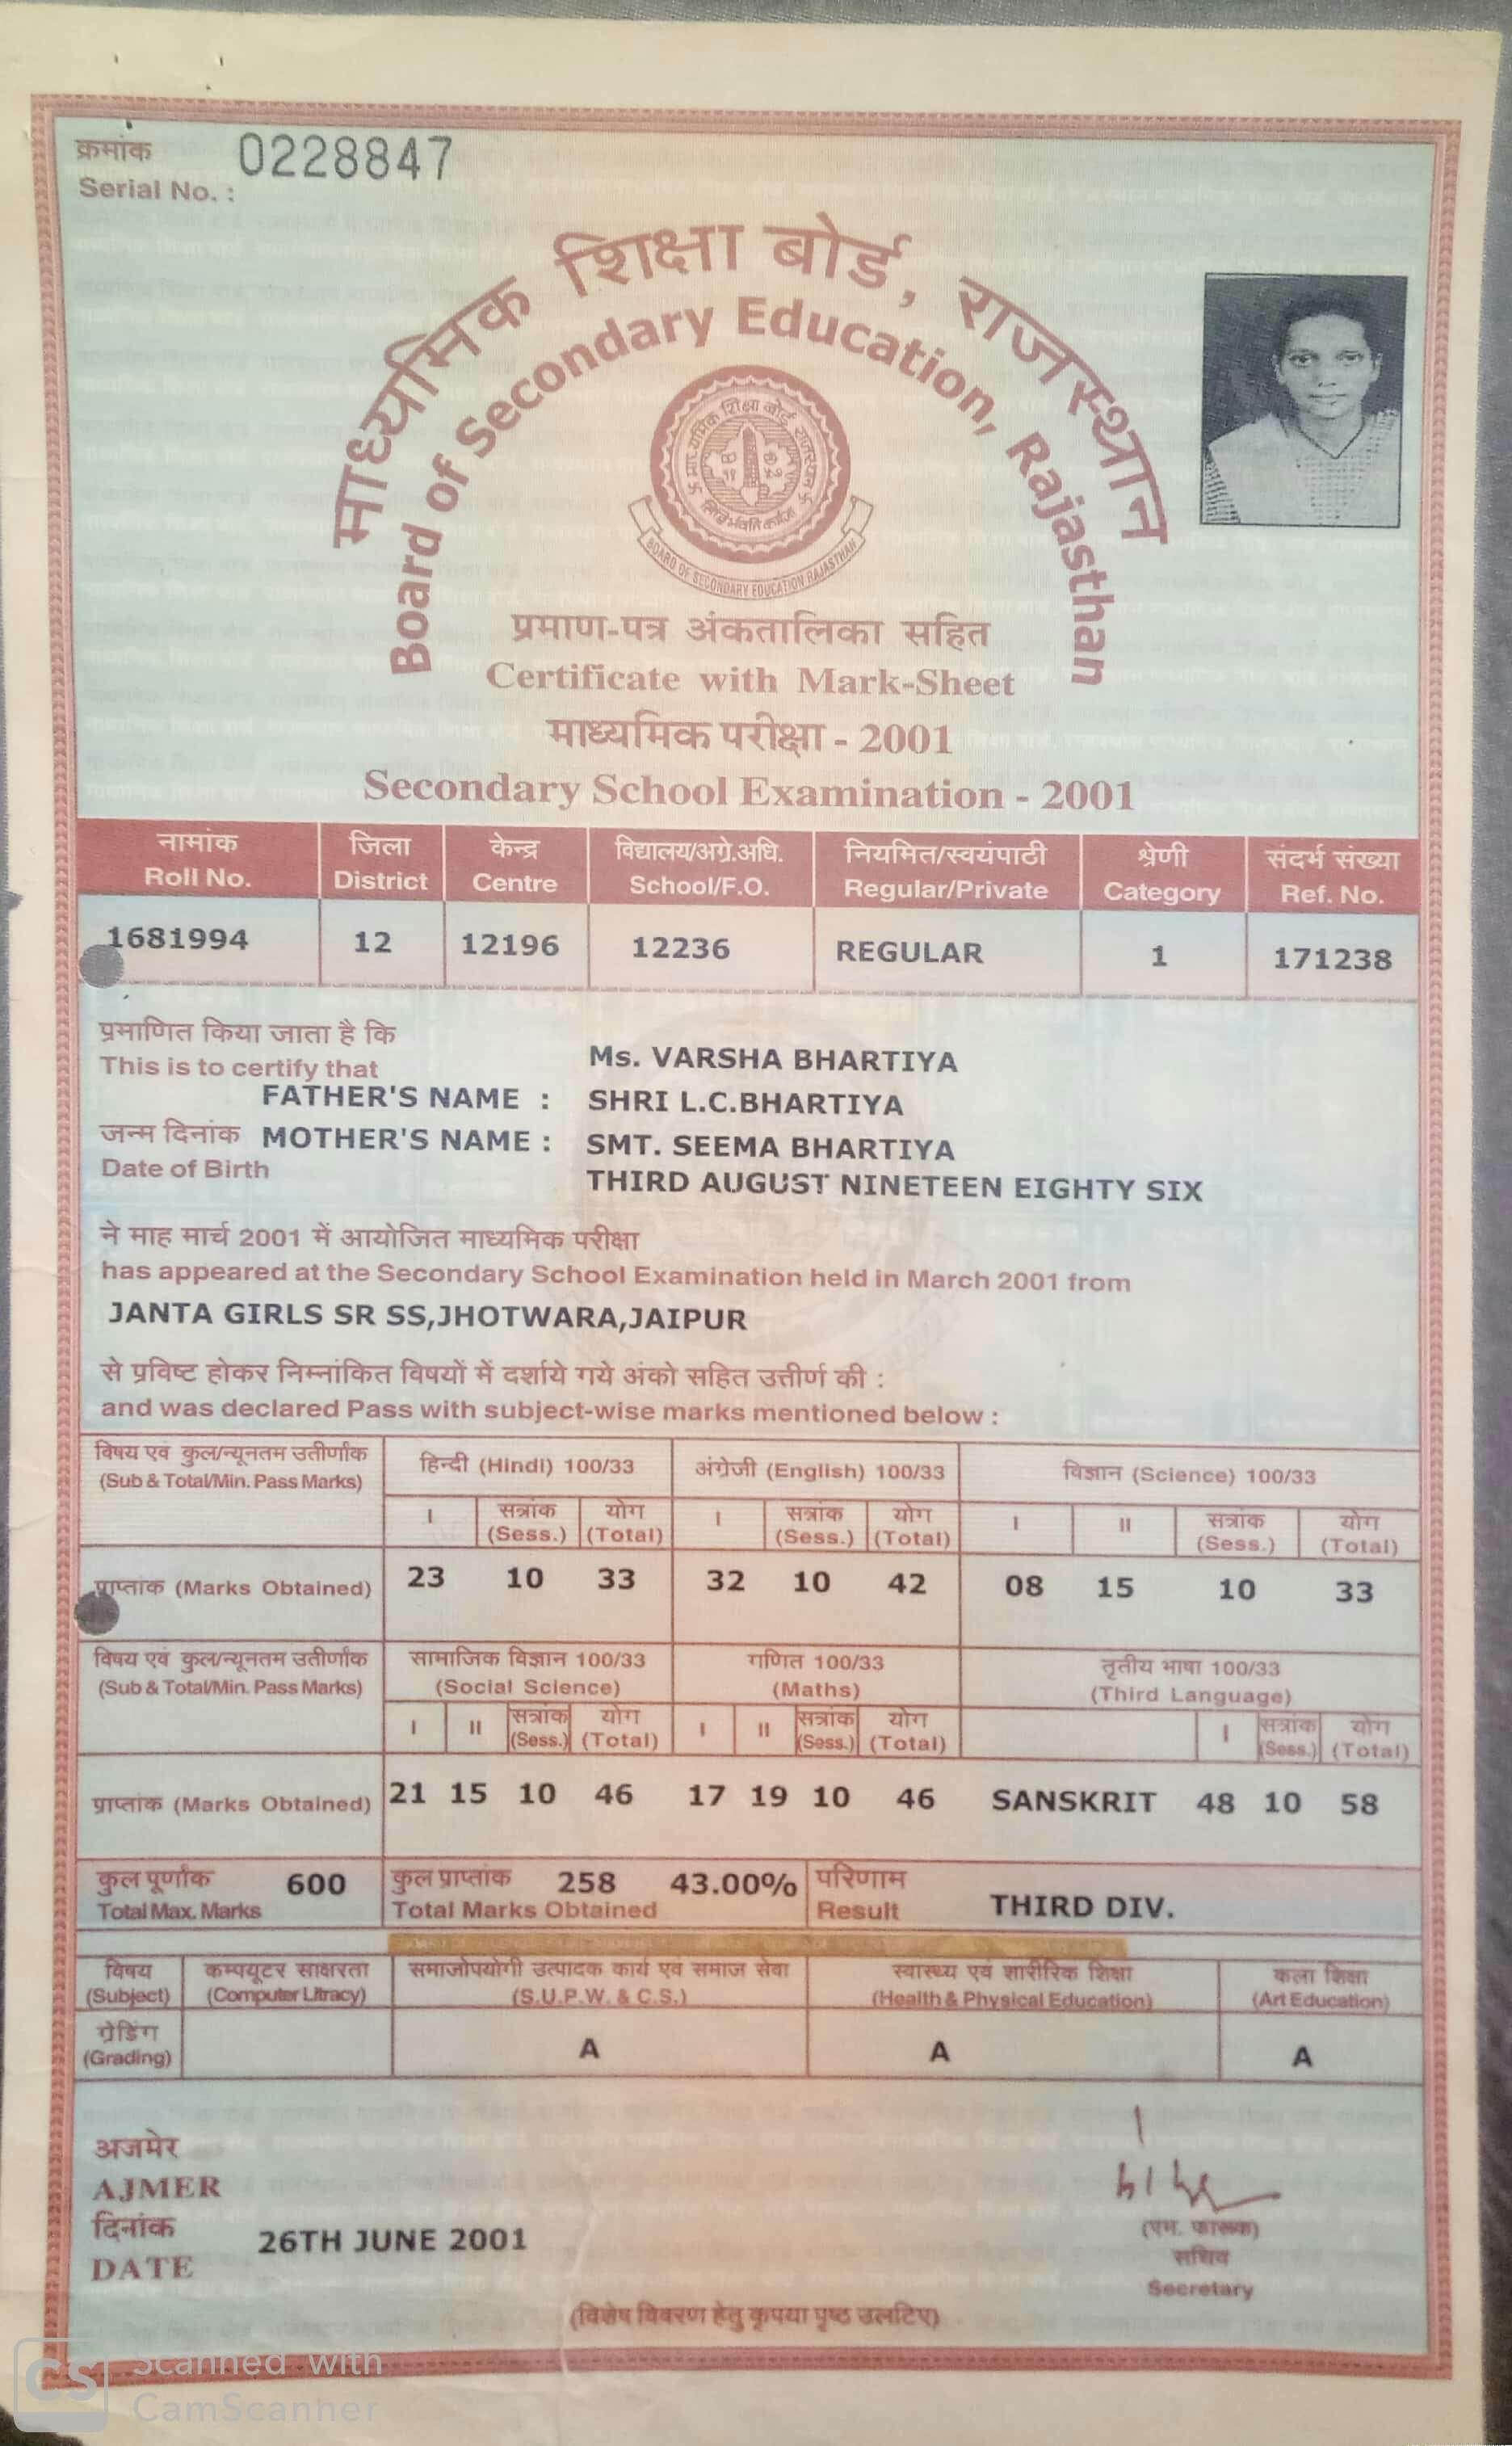 क्रमांक
Serial No. : 0228847
माध्यमिक शिक्षा बोर्ड, राजस्थान
Board of Secondary Education, Rajasthan
BOARD OF SECONDARY EDUCATION RAJASTHAN
प्रमाण-पत्र अंकतालिका सहित
Certificate with Mark-Sheet
माध्यमिक परीक्षा - 2001
Secondary School Examination - 2001
नामांक जिला केन्द्र विद्यालय/अग्रे.अधि. नियमित/स्वयंपाठी श्रेणी संदर्भ संख्या
Roll No. District Centre School/F.O. Regular/Private Category Ref. No.
1681994 12 12196 12236 REGULAR 1 171238
प्रमाणित किया जाता है कि
This is to certify that Ms. VARSHA BHARTIYA
FATHER'S NAME : SHRI L.C.BHARTIYA
जन्म दिनांक MOTHER'S NAME : SMT. SEEMA BHARTIYA
Date of Birth THIRD AUGUST NINETEEN EIGHTY SIX
ने माह मार्च 2001 में आयोजित माध्यमिक परीक्षा
has appeared at the Secondary School Examination held in March 2001 from
JANTA GIRLS SR SS,JHOTWARA,JAIPUR
से प्रविष्ट होकर निम्नांकित विषयों में दर्शाये गये अंको सहित उत्तीर्ण की :
and was declared Pass with subject-wise marks mentioned below :
विषय एवं कुल/न्यूनतम उतीर्णांक हिन्दी (Hindi) 100/33 अंग्रेजी (English) 100/33 विज्ञान (Science) 100/33
(Sub & Total/Min. Pass Marks)
I सत्रांक योग I सत्रांक योग I II सत्रांक योग
(Sess.) (Total) (Sess.) (Total) (Sess.) (Total)
प्राप्तांक (Marks Obtained) 23 10 33 32 10 42 08 15 10 33
विषय एवं कुल/न्यूनतम उतीर्णांक सामाजिक विज्ञान 100/33 गणित 100/33 तृतीय भाषा 100/33
(Sub & Total/Min. Pass Marks) (Social Science) (Maths) (Third Language)
I II सत्रांक योग I II सत्रांक योग I सत्रांक योग
(Sess.) (Total) (Sess.) (Total) (Sess.) (Total)
प्राप्तांक (Marks Obtained) 21 15 10 46 17 19 10 46 SANSKRIT 48 10 58
कुल पूर्णांक 600 कुल प्राप्तांक 258 43.00% परिणाम
Total Max. Marks Total Marks Obtained Result THIRD DIV.
विषय कम्पयूटर साक्षरता समाजोपयोगी उत्पादक कार्य एवं समाज सेवा स्वास्थ्य एवं शारीरिक शिक्षा कला शिक्षा
(Subject) (Computer Litracy) (S.U.P.W. & C.S.) (Health & Physical Education) (Art Education)
ग्रेडिंग
(Grading) A A A
अजमेर
AJMER
दिनांक 26TH JUNE 2001
DATE
(एम. फारूक)
सचिव
Secretary
(विशेष विवरण हेतु कृपया पृष्ठ उलटिए)
CS Scanned with
CamScanner